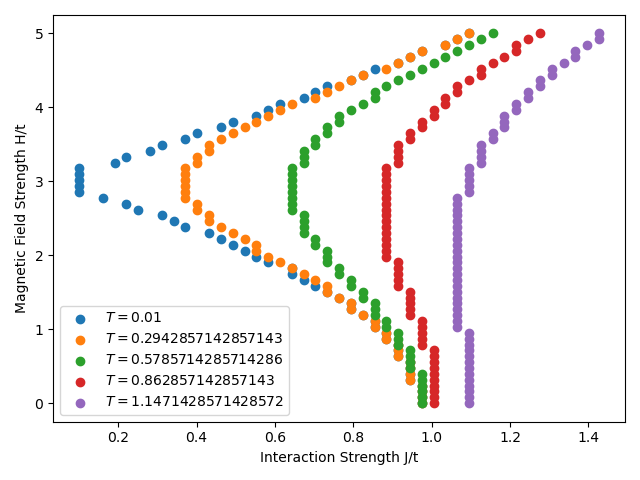 5
4
3
2
1
0
Magnetic Field Strength H/t
T = 0.01
T = 0.2942857142857143
T = 0.5785714285714286
T = 0.862857142857143
T = 1.1471428571428572
0.2 0.4 0.6 0.8 1.0 1.2 1.4
Interaction Strength J/t